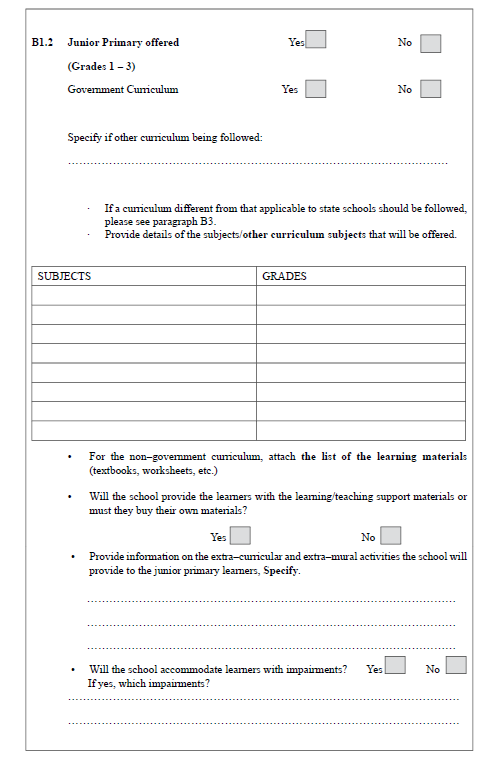 B1.2 Junior Primary offered Yes No
(Grades 1 – 3)
Government Curriculum Yes No
Specify if other curriculum being followed:
................................................................................................................
· If a curriculum different from that applicable to state schools should be followed,
please see paragraph B3.
· Provide details of the subjects/other curriculum subjects that will be offered.
SUBJECTS GRADES
• For the non–government curriculum, attach the list of the learning materials
(textbooks, worksheets, etc.)
• Will the school provide the learners with the learning/teaching support materials or
must they buy their own materials?
Yes No
• Provide information on the extra–curricular and extra–mural activities the school will
provide to the junior primary learners, Specify.
................................................................................................................
................................................................................................................
................................................................................................................
• Will the school accommodate learners with impairments? Yes No
If yes, which impairments?
................................................................................................................
................................................................................................................